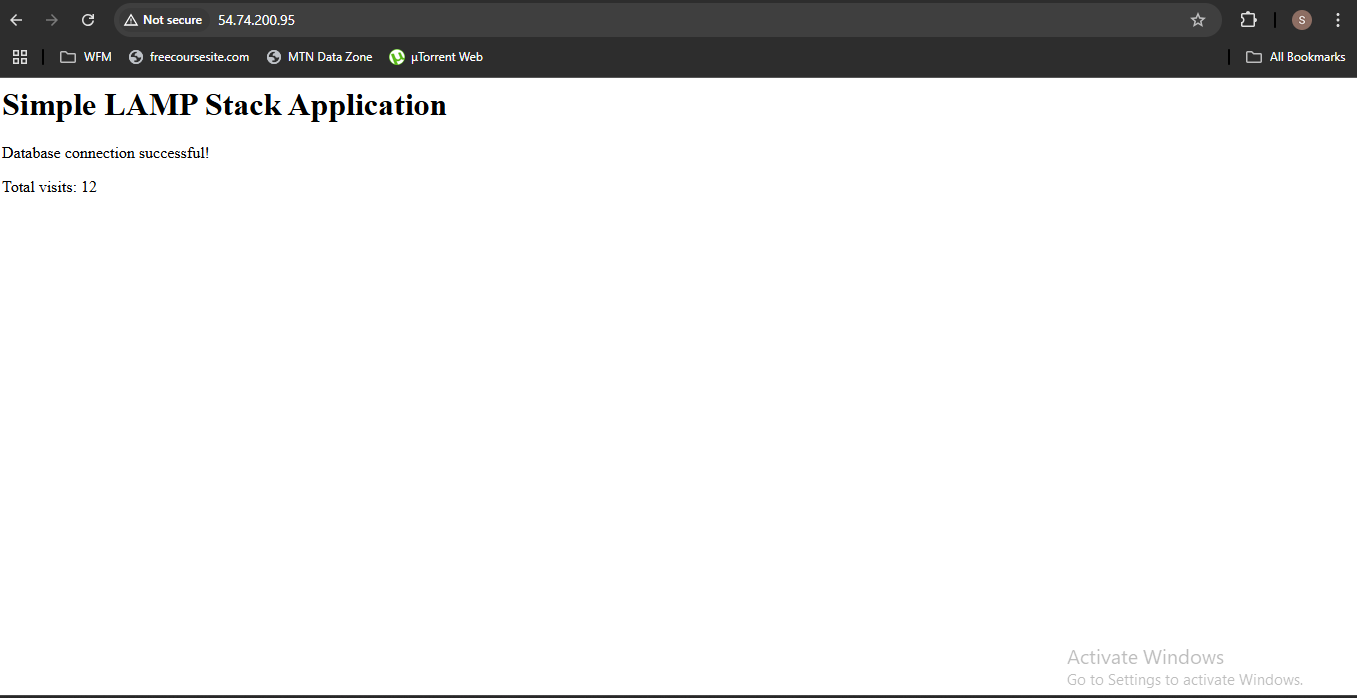 Not secure 54.74.200.95 S
WFM freecoursesite.com MTN Data Zone µTorrent Web All Bookmarks
Simple LAMP Stack Application
Database connection successful!
Total visits: 12
Activate Windows
Go to Settings to activate Windows.